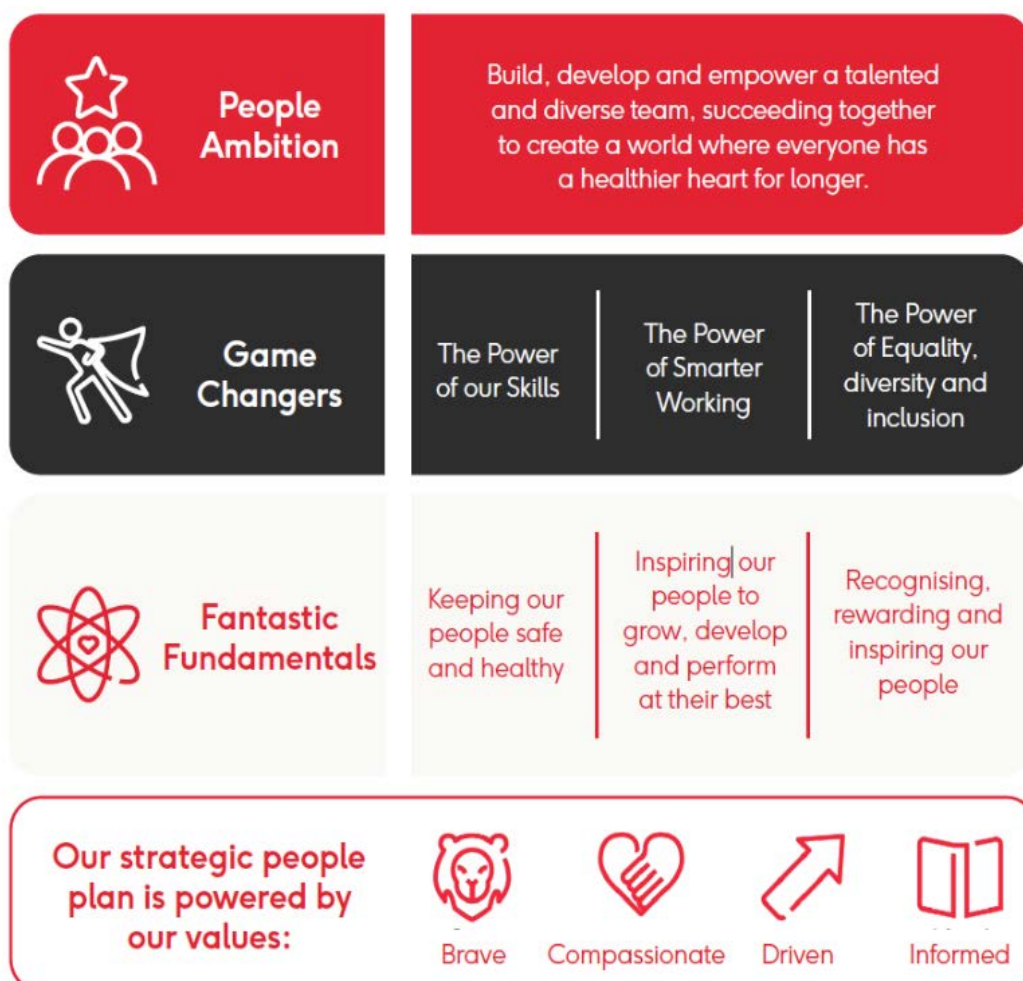 People
Ambition
Build, develop and empower a talented
and diverse team, succeeding together
to create a world where everyone has
a healthier heart for longer.
Game
Changers
The Power
of our Skills
The Power
of Smarter
Working
The Power
of Equality,
diversity and
inclusion
Fantastic
Fundamentals
Keeping our
people safe
and healthy
Inspiring our
people to
grow, develop
and perform
at their best
Recognising,
rewarding and
inspiring our
people
Our strategic people
plan is powered by
our values:
Brave
Compassionate
Driven
Informed